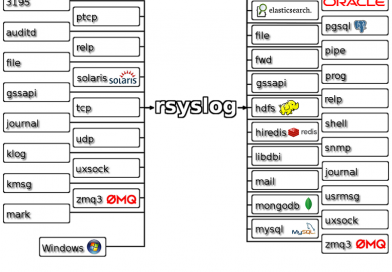 3195
auditd
file
gssapi
journal
klog
kmsg
mark
ptcp
relp
solaris solaris
tcp
udp
uxsock
zmq3 ØMQ
Windows
rsyslog
elasticsearch.
file
fwd
gssapi
hdfs
hiredis redis
libdbi
mail
mongodb
mysql MySQL
ORACLE
pgsql
pipe
prog
relp
shell
snmp
journal
usrmsg
uxsock
zmq3 ØMQ